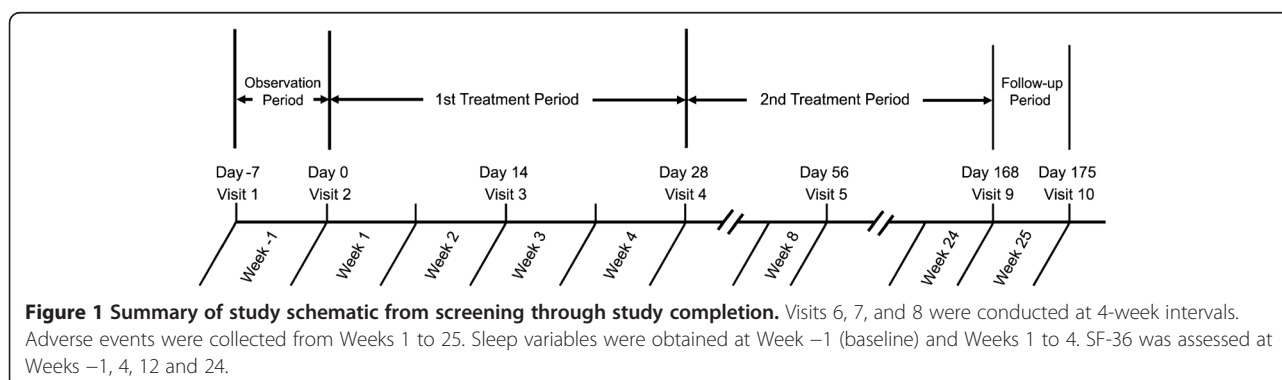 Observation
Period
1st Treatment Period
2nd Treatment Period
Follow-up
Period
Day -7
Visit 1
Day 0
Visit 2
Day 14
Visit 3
Day 28
Visit 4
Day 56
Visit 5
Day 168
Visit 9
Day 175
Visit 10
Week -1
Week 1
Week 2
Week 3
Week 4
Week 8
Week 24
Week 25
Figure 1 Summary of study schematic from screening through study completion. Visits 6, 7, and 8 were conducted at 4-week intervals.
Adverse events were collected from Weeks 1 to 25. Sleep variables were obtained at Week −1 (baseline) and Weeks 1 to 4. SF-36 was assessed at
Weeks −1, 4, 12 and 24.